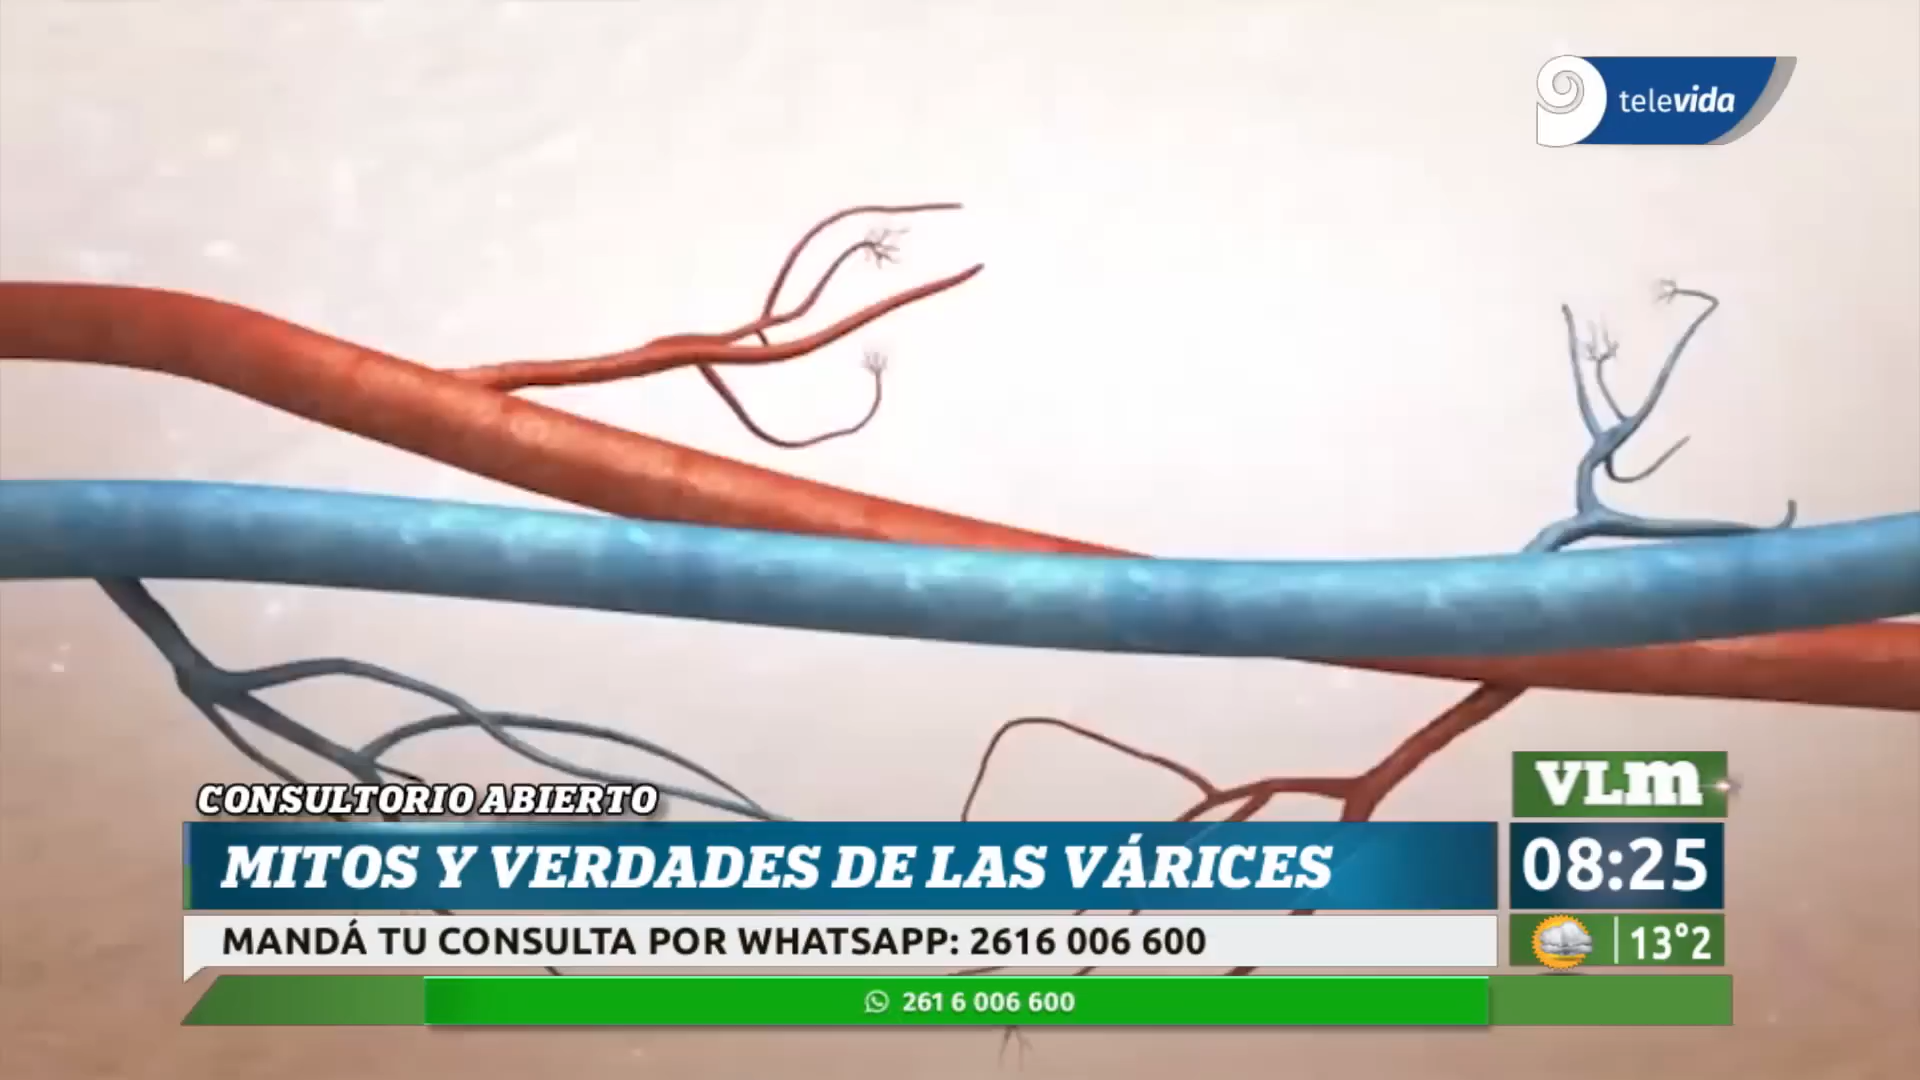 9 televida
CONSULTORIO ABIERTO
VLM
MITOS Y VERDADES DE LAS VÁRICES
08:25
MANDÁ TU CONSULTA POR WHATSAPP: 2616 006 600
13°2
261 6 006 600